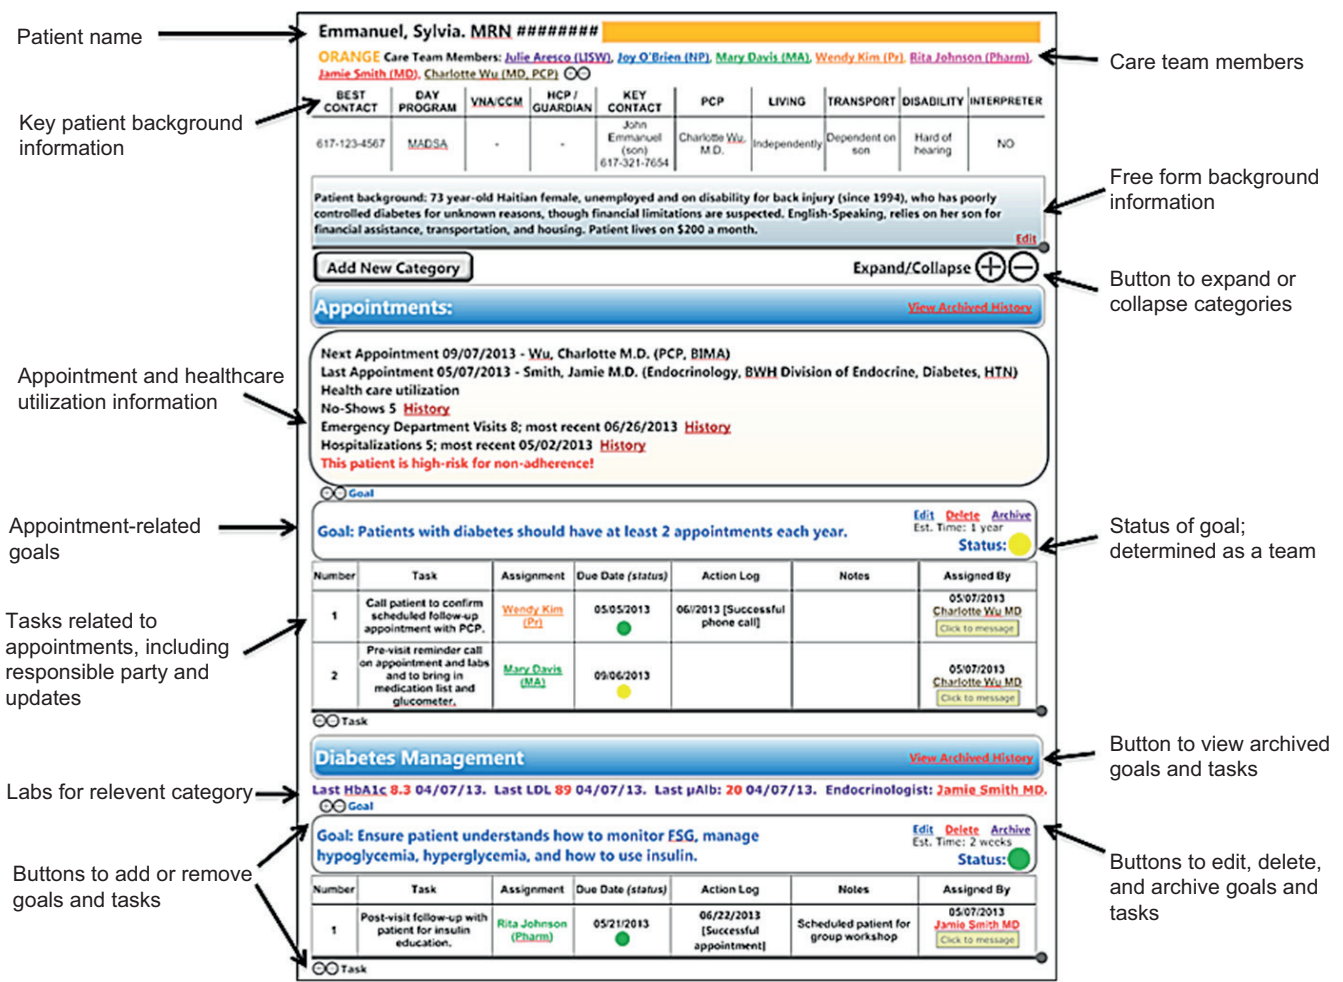 Patient name
Key patient background
information
Appointment and healthcare
utilization information
Appointment-related
goals
Tasks related to
appointments, including
responsible party and
updates
Labs for relevent category
Buttons to add or remove
goals and tasks
Emmanuel, Sylvia. MRN ########
ORANGE Care Team Members: Julie Aresco (LISW), Joy O'Brien (NP), Mary Davis (MA), Wendy Kim (Pr), Rita Johnson (Pharm),
Jamie Smith (MD), Charlotte Wu (MD, PCP)
BEST CONTACT DAY PROGRAM VNA/CCM HCP / GUARDIAN KEY CONTACT PCP LIVING TRANSPORT DISABILITY INTERPRETER
617-123-4567 MADSA - - John Emmanuel (son) 617-321-7654 Charlotte Wu, M.D. Independently Dependent on son Hard of hearing NO
Patient background: 73 year-old Haitian female, unemployed and on disability for back injury (since 1994), who has poorly
controlled diabetes for unknown reasons, though financial limitations are suspected. English-Speaking, relies on her son for
financial assistance, transportation, and housing. Patient lives on $200 a month.
Edit
Add New Category Expand/Collapse + −
Appointments: View Archived History
Next Appointment 09/07/2013 - Wu, Charlotte M.D. (PCP, BIMA)
Last Appointment 05/07/2013 - Smith, Jamie M.D. (Endocrinology, BWH Division of Endocrine, Diabetes, HTN)
Health care utilization
No-Shows 5 History
Emergency Department Visits 8; most recent 06/26/2013 History
Hospitalizations 5; most recent 05/02/2013 History
This patient is high-risk for non-adherence!
Goal
Goal: Patients with diabetes should have at least 2 appointments each year.
Edit Delete Archive
Est. Time: 1 year
Status:
Number Task Assignment Due Date (status) Action Log Notes Assigned By
1 Call patient to confirm scheduled follow-up appointment with PCP. Wendy Kim (Pr) 05/05/2013 06//2013 [Successful phone call] 05/07/2013 Charlotte Wu MD Click to message
2 Pre-visit reminder call on appointment and labs and to bring in medication list and glucometer. Mary Davis (MA) 09/06/2013 05/07/2013 Charlotte Wu MD Click to message
Task
Diabetes Management View Archived History
Last HbA1c 8.3 04/07/13. Last LDL 89 04/07/13. Last µAlb: 20 04/07/13. Endocrinologist: Jamie Smith MD.
Goal
Goal: Ensure patient understands how to monitor FSG, manage
hypoglycemia, hyperglycemia, and how to use insulin.
Edit Delete Archive
Est. Time: 2 weeks
Status:
Number Task Assignment Due Date (status) Action Log Notes Assigned By
1 Post-visit follow-up with patient for insulin education. Rita Johnson (Pharm) 05/21/2013 06/22/2013 [Successful appointment] Scheduled patient for group workshop 05/07/2013 Jamie Smith MD Click to message
Task
Care team members
Free form background
information
Button to expand or
collapse categories
Status of goal;
determined as a team
Button to view archived
goals and tasks
Buttons to edit, delete,
and archive goals and
tasks